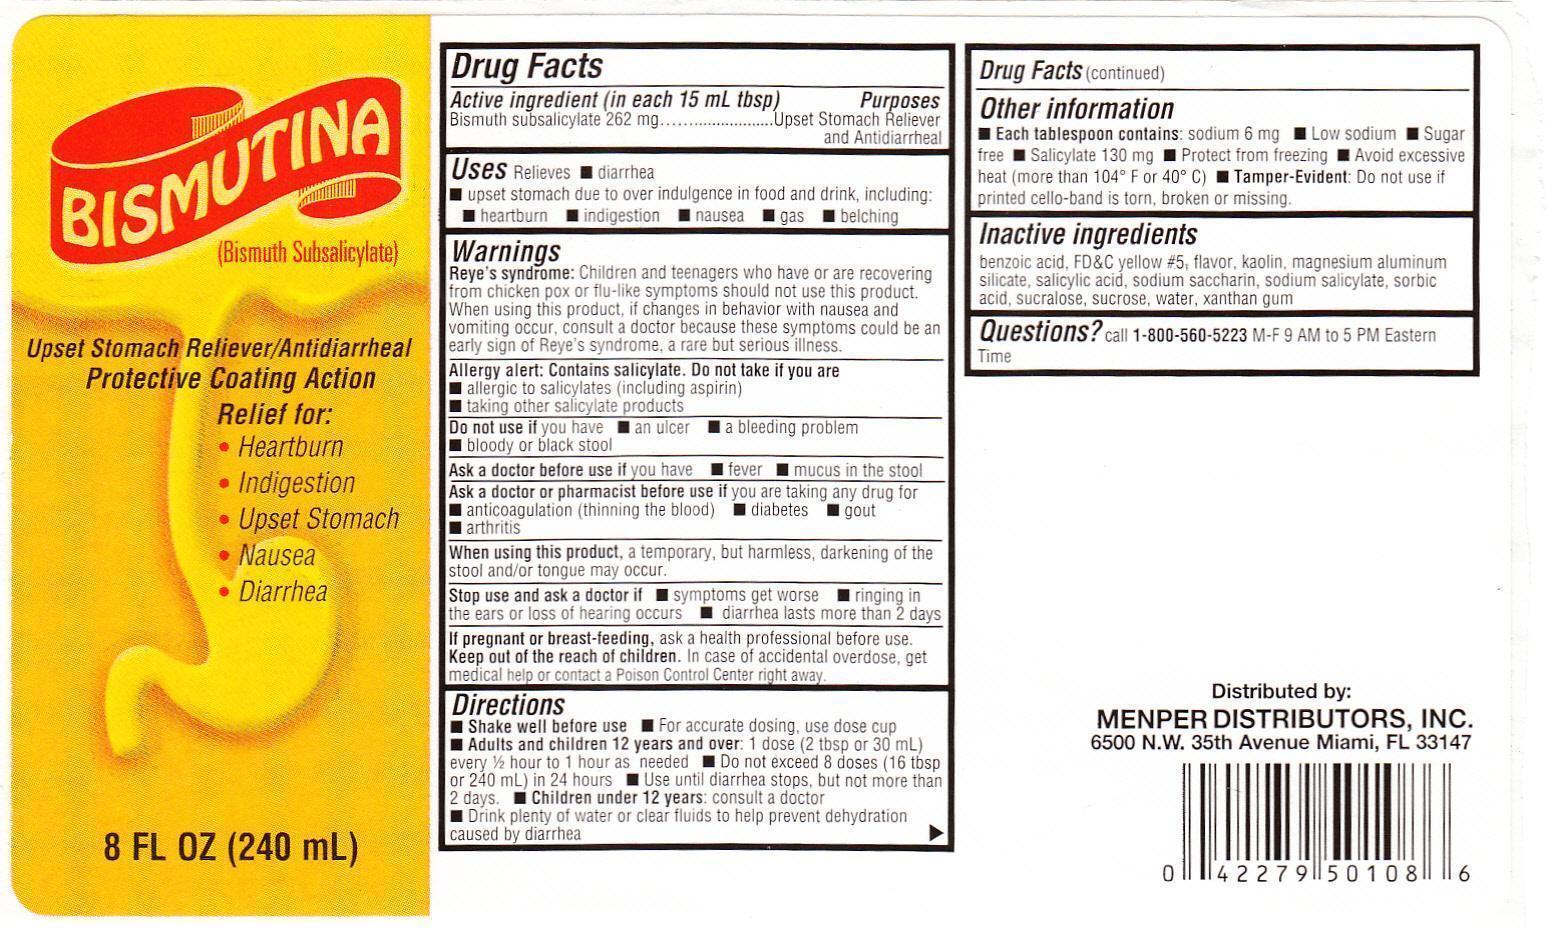 BISMUTINA
(Bismuth Subsalicylate)
Upset Stomach Reliever/Antidiarrheal
Protective Coating Action
Relief for:
• Heartburn
• Indigestion
• Upset Stomach
• Nausea
• Diarrhea
8 FL OZ (240 mL)
Drug Facts
Active ingredient (in each 15 mL tbsp) Purposes
Bismuth subsalicylate 262 mg........................Upset Stomach Reliever
and Antidiarrheal
Uses Relieves ■ diarrhea
■ upset stomach due to over indulgence in food and drink, including:
■ heartburn ■ indigestion ■ nausea ■ gas ■ belching
Warnings
Reye's syndrome: Children and teenagers who have or are recovering
from chicken pox or flu-like symptoms should not use this product.
When using this product, if changes in behavior with nausea and
vomiting occur, consult a doctor because these symptoms could be an
early sign of Reye's syndrome, a rare but serious illness.
Allergy alert: Contains salicylate. Do not take if you are
■ allergic to salicylates (including aspirin)
■ taking other salicylate products
Do not use if you have ■ an ulcer ■ a bleeding problem
■ bloody or black stool
Ask a doctor before use if you have ■ fever ■ mucus in the stool
Ask a doctor or pharmacist before use if you are taking any drug for
■ anticoagulation (thinning the blood) ■ diabetes ■ gout
■ arthritis
When using this product, a temporary, but harmless, darkening of the
stool and/or tongue may occur.
Stop use and ask a doctor if ■ symptoms get worse ■ ringing in
the ears or loss of hearing occurs ■ diarrhea lasts more than 2 days
If pregnant or breast-feeding, ask a health professional before use.
Keep out of the reach of children. In case of accidental overdose, get
medical help or contact a Poison Control Center right away.
Directions
■ Shake well before use ■ For accurate dosing, use dose cup
■ Adults and children 12 years and over: 1 dose (2 tbsp or 30 mL)
every ½ hour to 1 hour as needed ■ Do not exceed 8 doses (16 tbsp
or 240 mL) in 24 hours ■ Use until diarrhea stops, but not more than
2 days. ■ Children under 12 years: consult a doctor
■ Drink plenty of water or clear fluids to help prevent dehydration
caused by diarrhea
Drug Facts (continued)
Other information
■ Each tablespoon contains: sodium 6 mg ■ Low sodium ■ Sugar
free ■ Salicylate 130 mg ■ Protect from freezing ■ Avoid excessive
heat (more than 104° F or 40° C) ■ Tamper-Evident: Do not use if
printed cello-band is torn, broken or missing.
Inactive ingredients
benzoic acid, FD&C yellow #5, flavor, kaolin, magnesium aluminum
silicate, salicylic acid, sodium saccharin, sodium salicylate, sorbic
acid, sucralose, sucrose, water, xanthan gum
Questions? call 1-800-560-5223 M-F 9 AM to 5 PM Eastern
Time
Distributed by:
MENPER DISTRIBUTORS, INC.
6500 N.W. 35th Avenue Miami, FL 33147
0 42279 50108 6